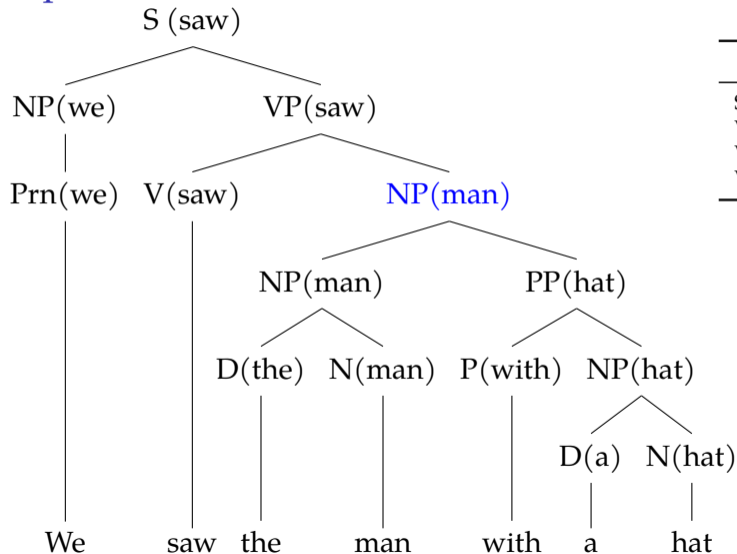 S (saw)
NP(we) VP(saw)
Prn(we) V(saw) NP(man)
NP(man) PP(hat)
D(the) N(man) P(with) NP(hat)
D(a) N(hat)
We saw the man with a hat